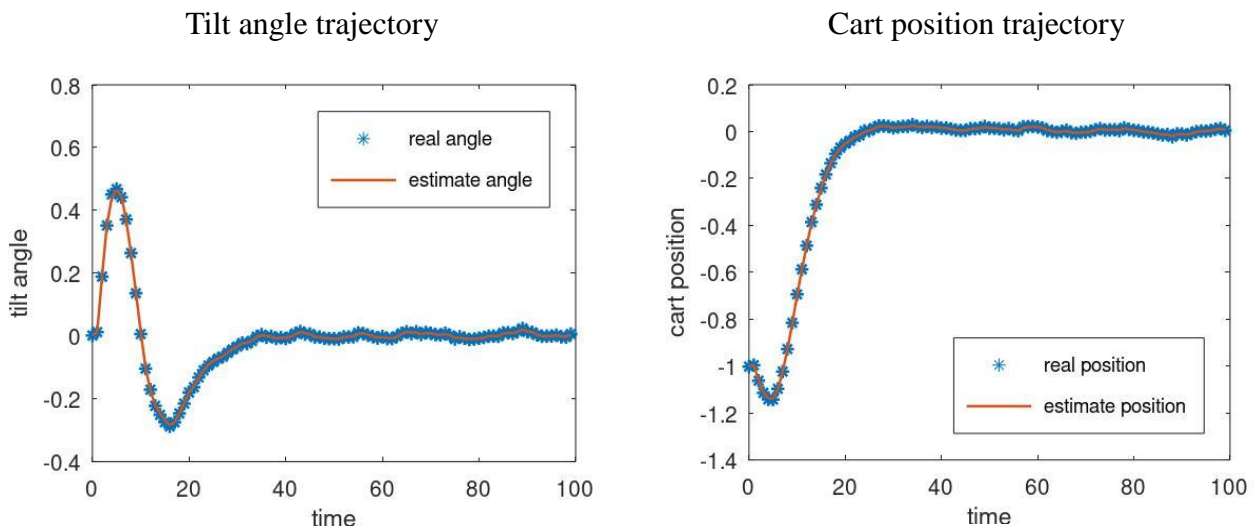 Tilt angle trajectory
0.8
0.6
0.4
0.2
0
-0.2
-0.4
0
20
40
60
80
100
tilt angle
time
real angle
estimate angle
Cart position trajectory
0.2
0
-0.2
-0.4
-0.6
-0.8
-1
-1.2
-1.4
0
20
40
60
80
100
cart position
time
real position
estimate position